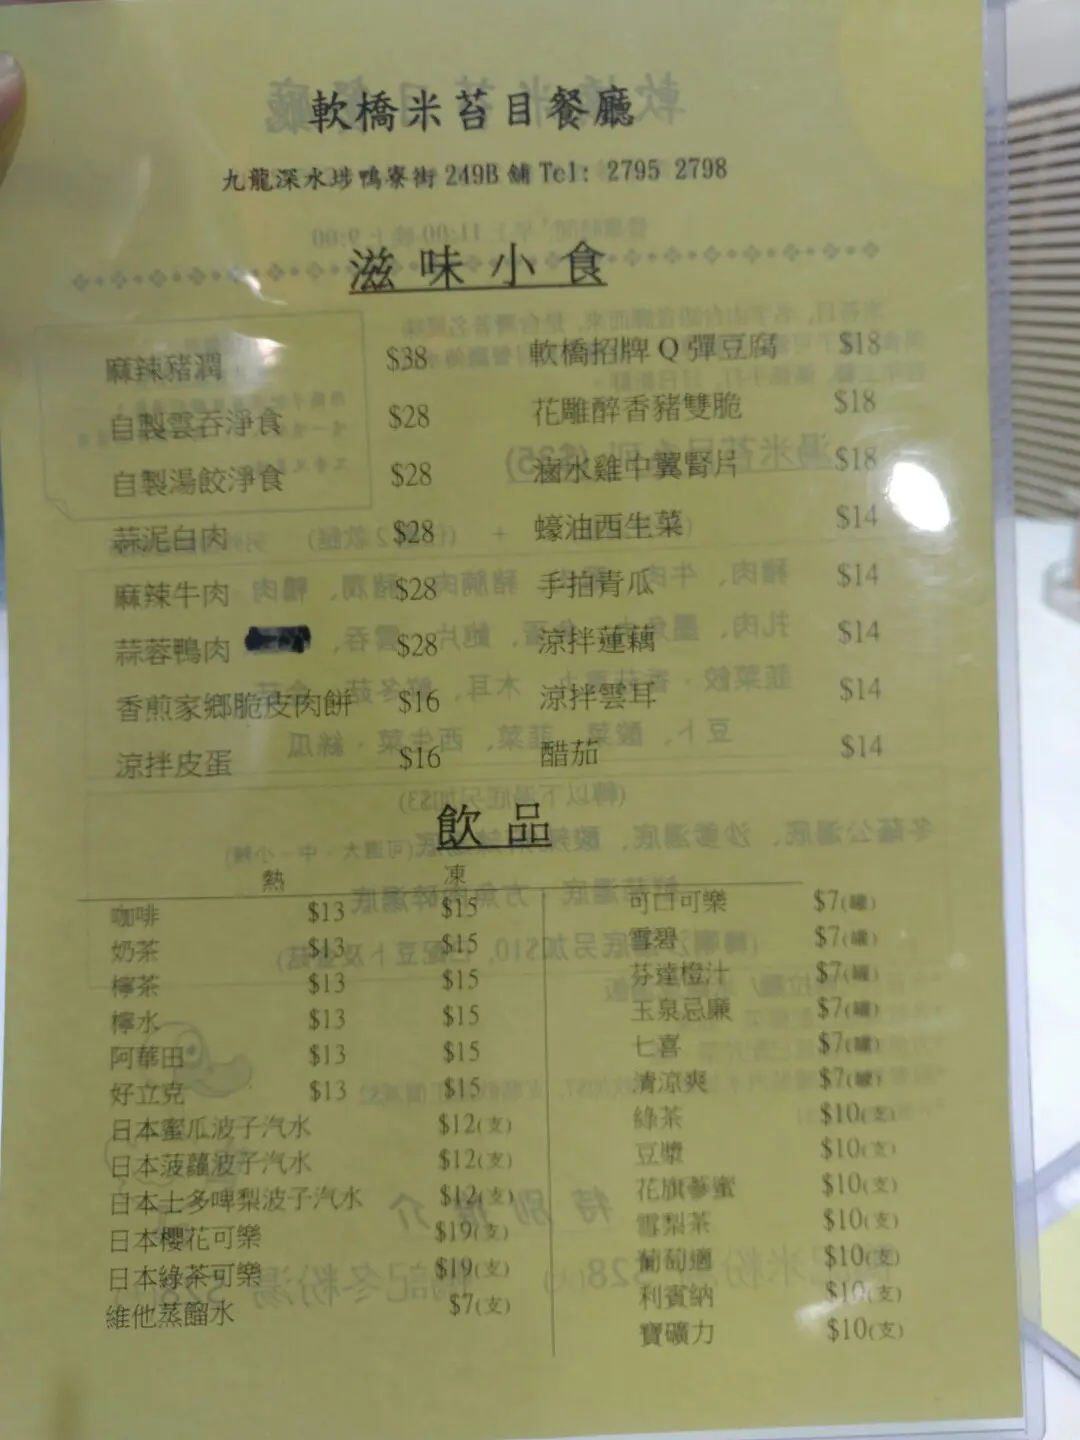 軟橋米苔目餐廳
九龍深水埗鴨寮街 249B 舖 Tel: 2795 2798
滋味小食
麻辣豬潤 $38 軟橋招牌 Q 彈豆腐 $18
自製雲吞淨食 $28 花雕醉香豬雙脆 $18
自製湯餃淨食 $28 滷水雞中翼腎片 $18
蒜泥白肉 $28 蠔油西生菜 $14
麻辣牛肉 $28 手拍青瓜 $14
蒜蓉鴨肉 $28 涼拌蓮藕 $14
香煎家鄉脆皮肉餅 $16 涼拌雲耳 $14
涼拌皮蛋 $16 醋茄 $14
飲品
熱 凍
咖啡 $13 $15 可口可樂 $7(罐)
奶茶 $13 $15 雪碧 $7(罐)
檸茶 $13 $15 芬達橙汁 $7(罐)
檸水 $13 $15 玉泉忌廉 $7(罐)
阿華田 $13 $15 七喜 $7(罐)
好立克 $13 $15 清涼爽 $7(罐)
日本蜜瓜波子汽水 $12(支) 綠茶 $10(支)
日本菠蘿波子汽水 $12(支) 豆漿 $10(支)
日本士多啤梨波子汽水 $12(支) 花旗蔘蜜 $10(支)
日本櫻花可樂 $19(支) 雪梨茶 $10(支)
日本綠茶可樂 $19(支) 葡萄適 $10(支)
維他蒸餾水 $7(支) 利賓納 $10(支)
寶礦力 $10(支)